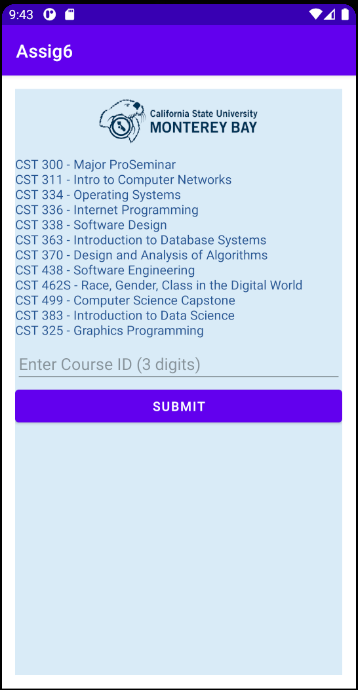 9:43
Assig6
California State University
MONTEREY BAY
CST 300 - Major ProSeminar
CST 311 - Intro to Computer Networks
CST 334 - Operating Systems
CST 336 - Internet Programming
CST 338 - Software Design
CST 363 - Introduction to Database Systems
CST 370 - Design and Analysis of Algorithms
CST 438 - Software Engineering
CST 462S - Race, Gender, Class in the Digital World
CST 499 - Computer Science Capstone
CST 383 - Introduction to Data Science
CST 325 - Graphics Programming
Enter Course ID (3 digits)
SUBMIT